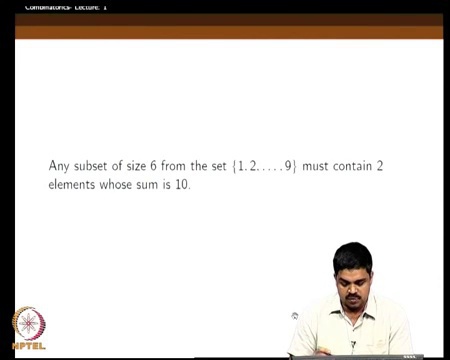 Combinatorics- Lecture: 1
Any subset of size 6 from the set {1, 2, . . . . , 9} must contain 2
elements whose sum is 10.
NPTEL